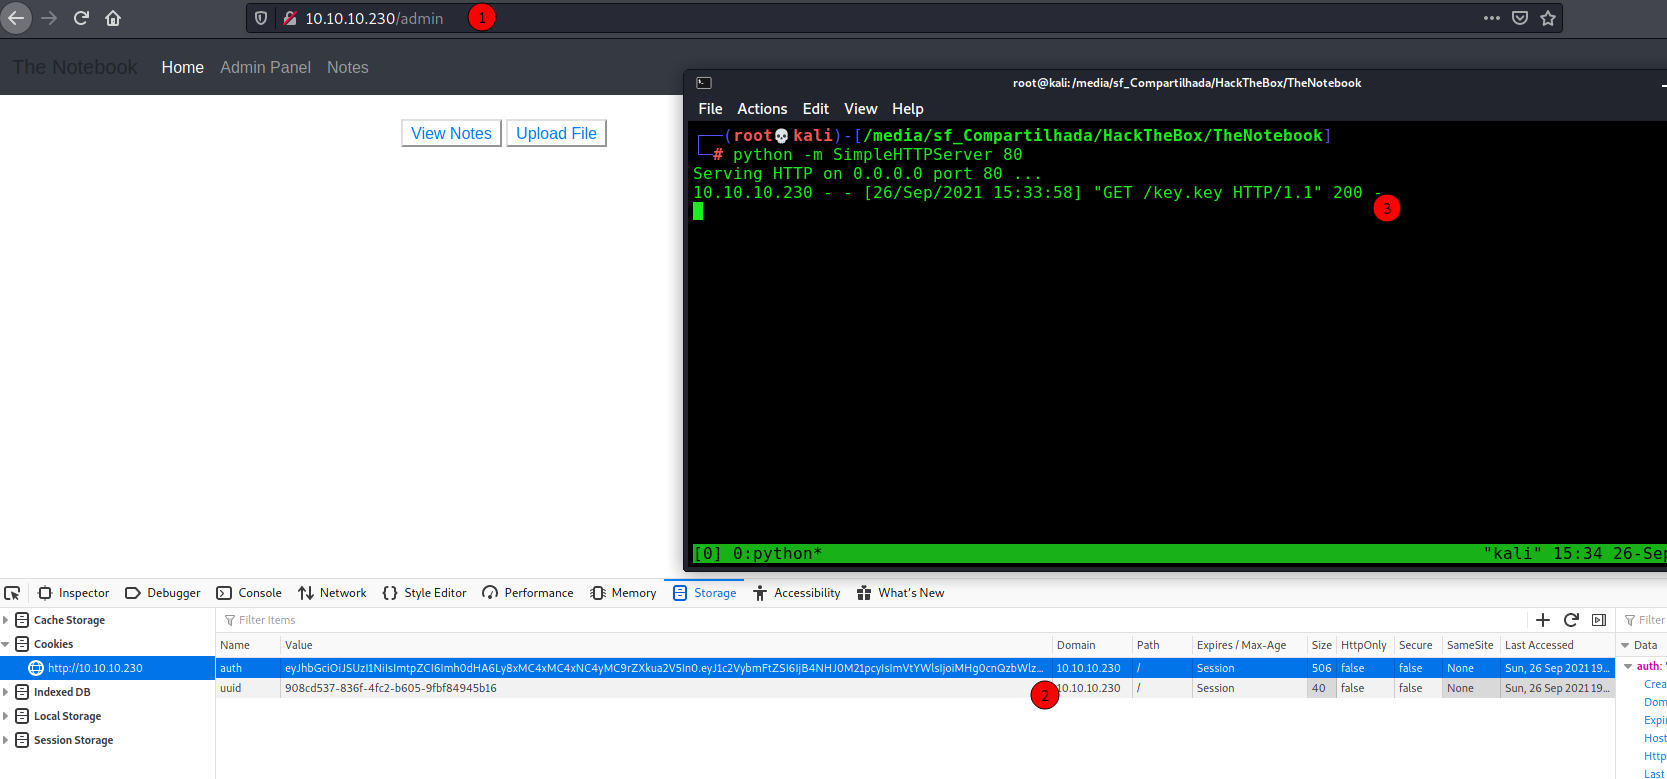 10.10.10.230/admin
1
The Notebook Home Admin Panel Notes
View Notes Upload File
root@kali: /media/sf_Compartilhada/HackTheBox/TheNotebook
File Actions Edit View Help
(root💀kali)-[/media/sf_Compartilhada/HackTheBox/TheNotebook]
# python -m SimpleHTTPServer 80
Serving HTTP on 0.0.0.0 port 80 ...
10.10.10.230 - - [26/Sep/2021 15:33:58] "GET /key.key HTTP/1.1" 200 -
3
[0] 0:python* "kali" 15:34 26-Sep
Inspector Debugger Console Network Style Editor Performance Memory Storage Accessibility What's New
Cache Storage
Cookies
http://10.10.10.230
Indexed DB
Local Storage
Session Storage
Filter Items
Name Value Domain Path Expires / Max-Age Size HttpOnly Secure SameSite Last Accessed
auth 10.10.10.230 / Session 506 false false None Sun, 26 Sep 2021 19...
uuid 908cd537-836f-4fc2-b605-9fbf84945b16 10.10.10.230 / Session 40 false false None Sun, 26 Sep 2021 19...
2
Filter
Data
auth: "
Crea
Dom
Expir
Host
Http
Last